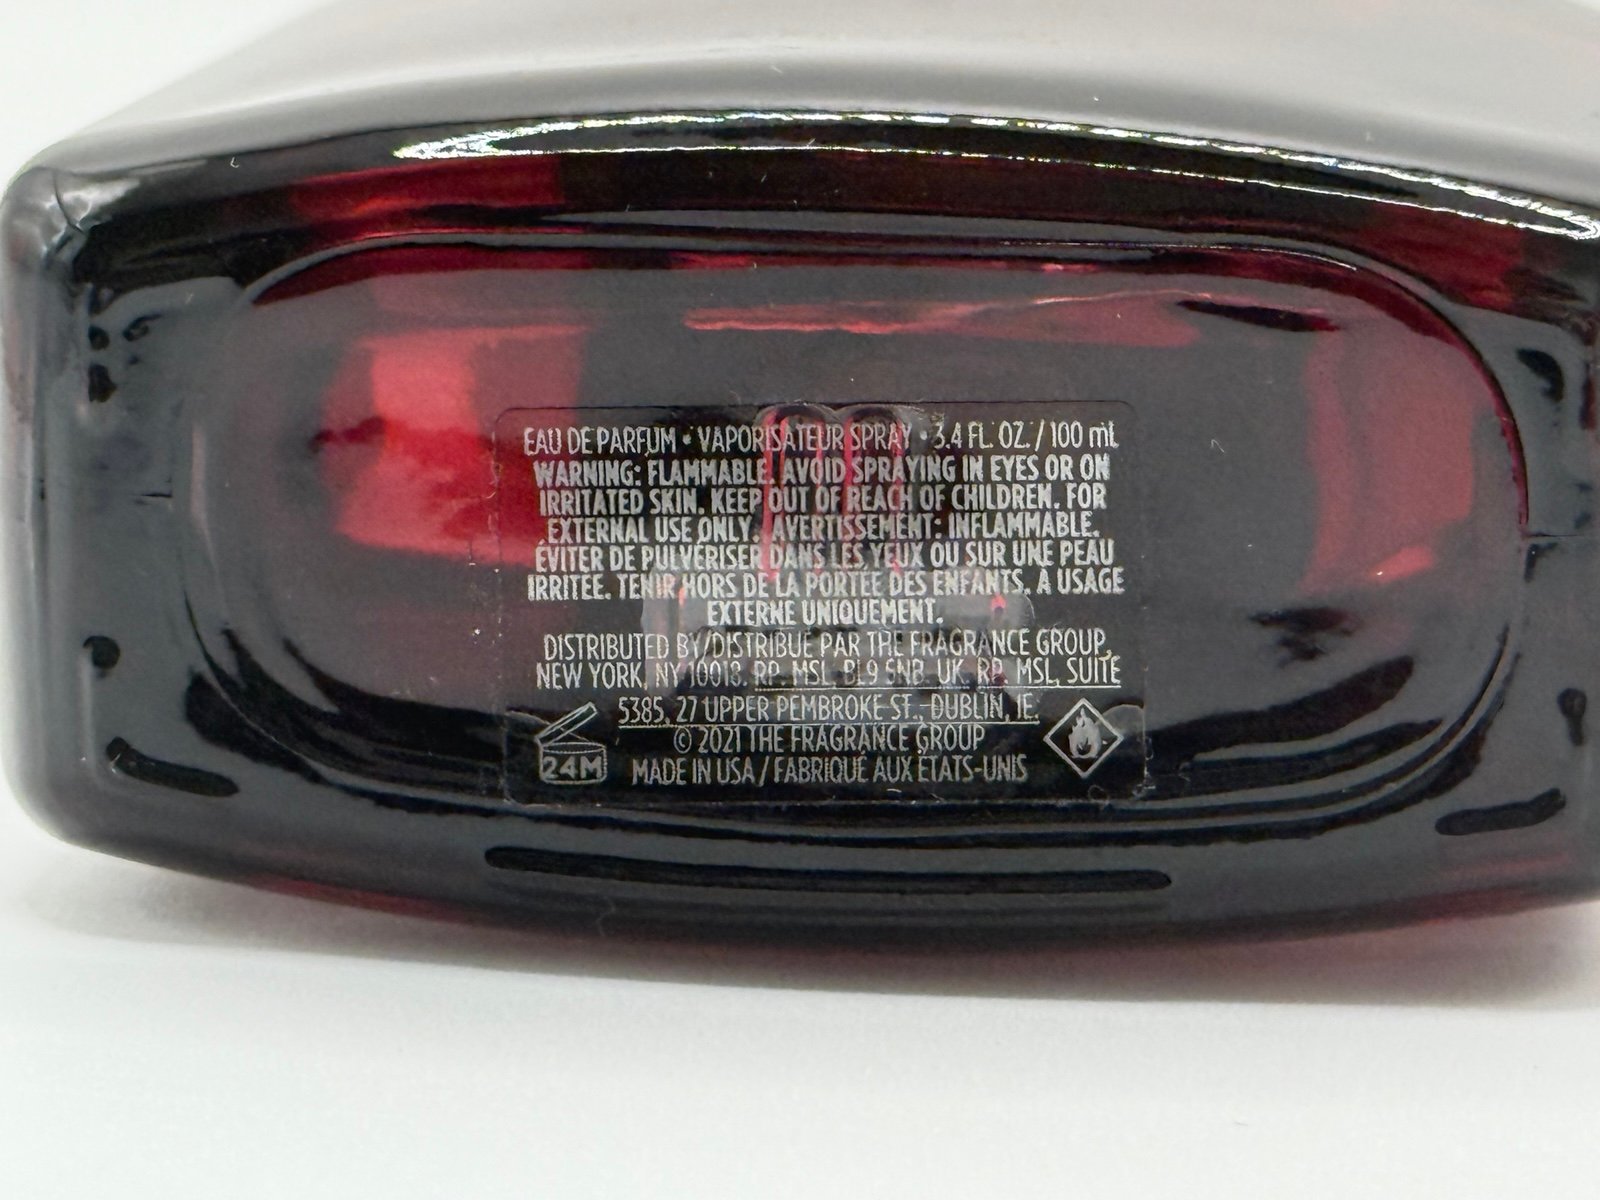 EAU DE PARFUM • VAPORISATEUR SPRAY • 3.4 FL. OZ. / 100 mL
WARNING: FLAMMABLE. AVOID SPRAYING IN EYES OR ON
IRRITATED SKIN. KEEP OUT OF REACH OF CHILDREN. FOR
EXTERNAL USE ONLY. AVERTISSEMENT: INFLAMMABLE.
ÉVITER DE PULVÉRISER DANS LES YEUX OU SUR UNE PEAU
IRRITÉE. TENIR HORS DE LA PORTÉE DES ENFANTS. À USAGE
EXTERNE UNIQUEMENT.
DISTRIBUTED BY/DISTRIBUÉ PAR THE FRAGRANCE GROUP,
NEW YORK, NY 10018. RP. MSL, BL9 5NB. UK. RP. MSL, SUITE
5385, 27 UPPER PEMBROKE ST., DUBLIN, IE.
© 2021 THE FRAGRANCE GROUP
24M MADE IN USA / FABRIQUÉ AUX ÉTATS-UNIS